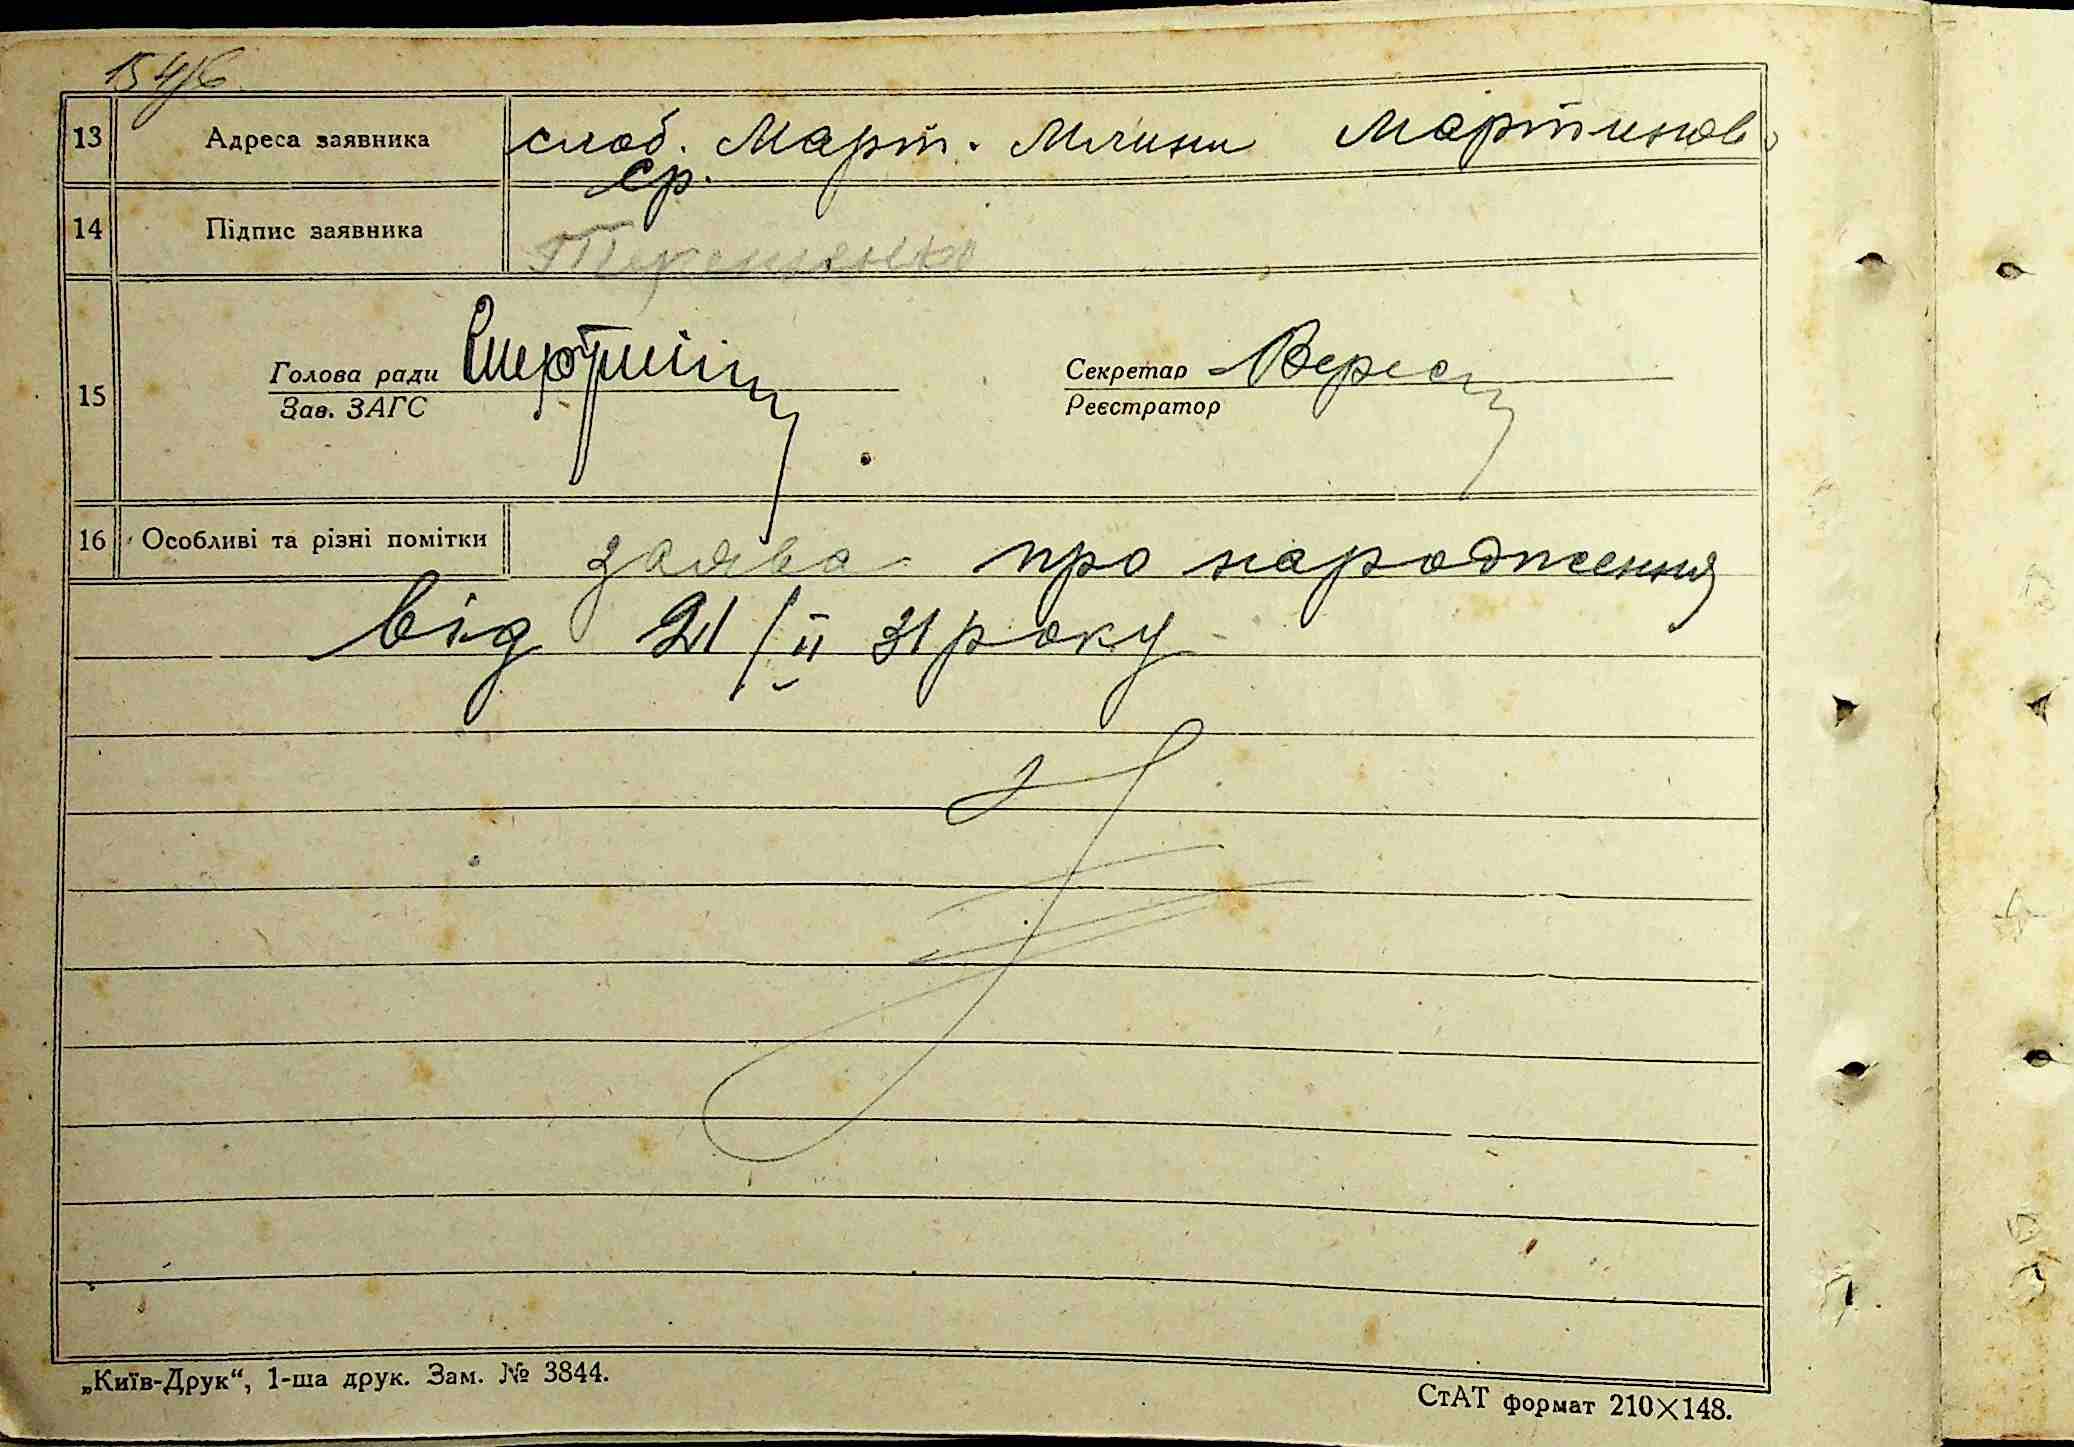 154/6
13 Адреса заявника слоб. Март. Млини Мартинов
ср.
14 Підпис заявника
15 Голова ради Секретар
Зав. ЗАГС Реєстратор
16 Особливі та різні помітки заява про народження
від 21/II 31 року
„Київ-Друк“, 1-ша друк. Зам. № 3844.
СтАТ формат 210×148.